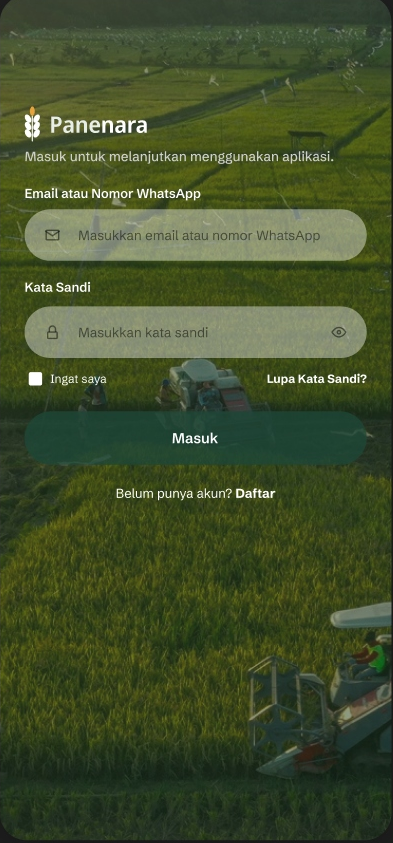 Panenara
Masuk untuk melanjutkan menggunakan aplikasi.
Email atau Nomor WhatsApp
Masukkan email atau nomor WhatsApp
Kata Sandi
Masukkan kata sandi
Ingat saya Lupa Kata Sandi?
Masuk
Belum punya akun? Daftar